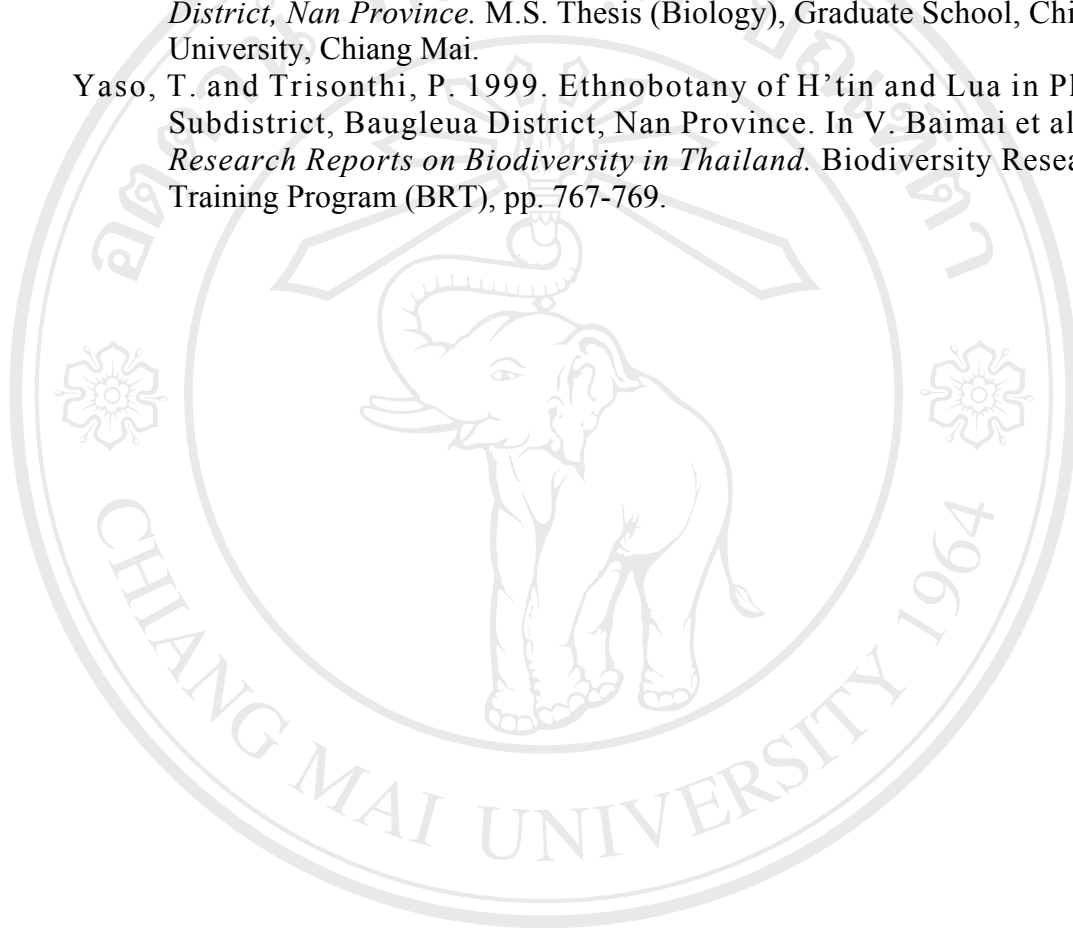 District, Nan Province. M.S. Thesis (Biology), Graduate School, Chi
University, Chiang Mai.
Yaso, T. and Trisonthi, P. 1999. Ethnobotany of H'tin and Lua in Pl
Subdistrict, Baugleua District, Nan Province. In V. Baimai et al
Research Reports on Biodiversity in Thailand. Biodiversity Resea
Training Program (BRT), pp. 767-769.
CHIANG MAI UNIVERSITY 1964